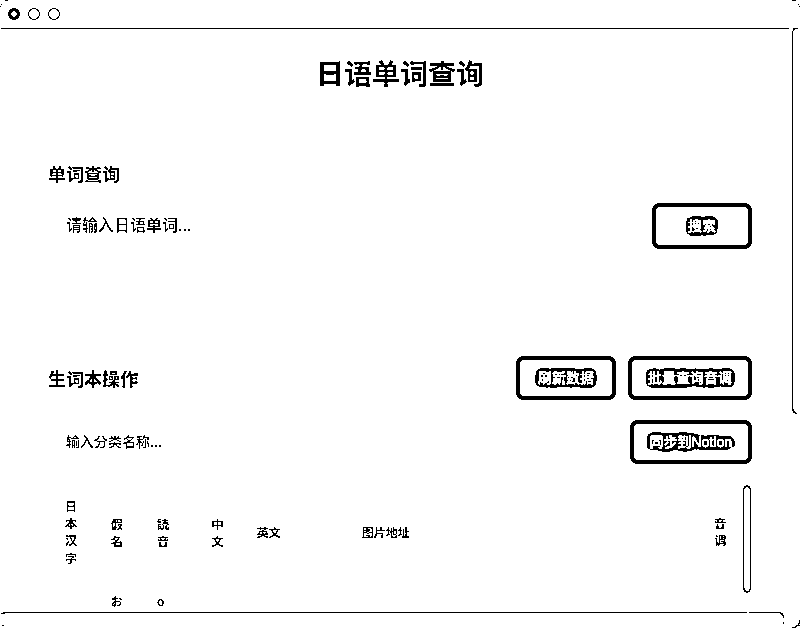 日语单词查询
单词查询
请输入日语单词...
搜索
生词本操作
刷新数据
批量查询音调
输入分类名称...
同步到Notion
日本汉字
假名
読音
中文
英文
图片地址
音调
お
o